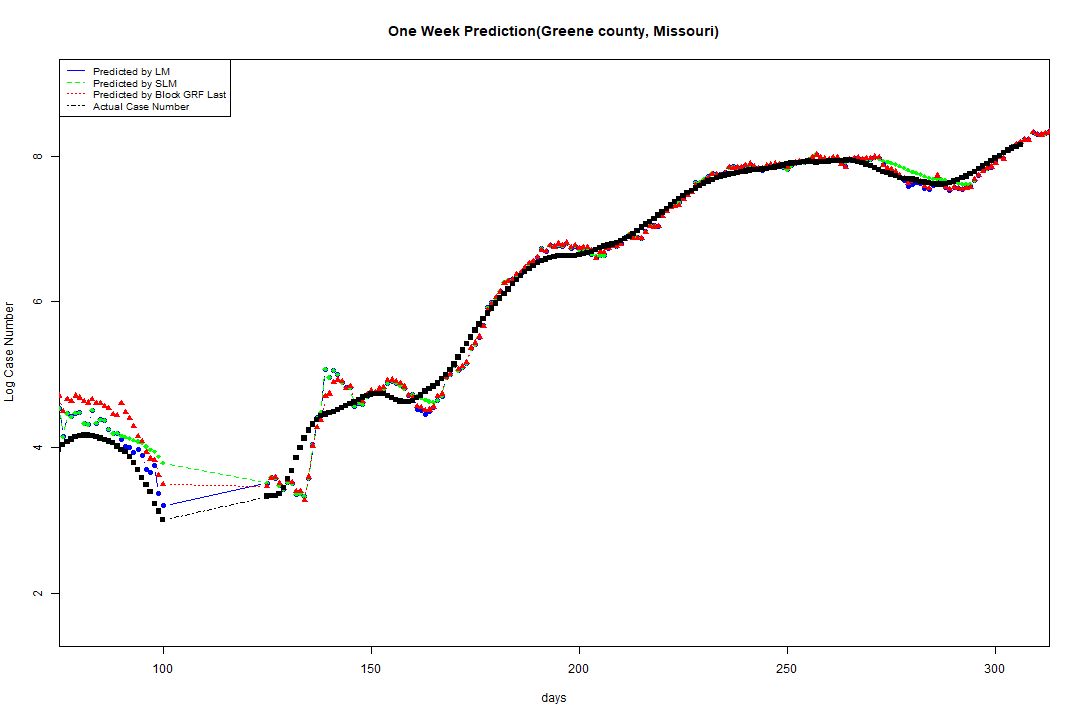 One Week Prediction(Greene county, Missouri)
Predicted by LM
Predicted by SLM
Predicted by Block GRF Last
Actual Case Number
8
6
4
2
Log Case Number
100 150 200 250 300
days